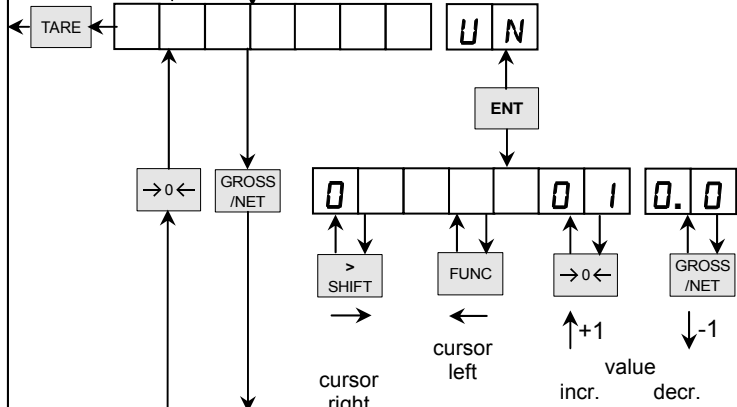 TARE
U N
ENT
→0←
GROSS
/NET
0 0 1 0. 0
>
SHIFT
FUNC
→0←
GROSS
/NET
+1
-1
cursor
right
cursor
left
value
incr. decr.